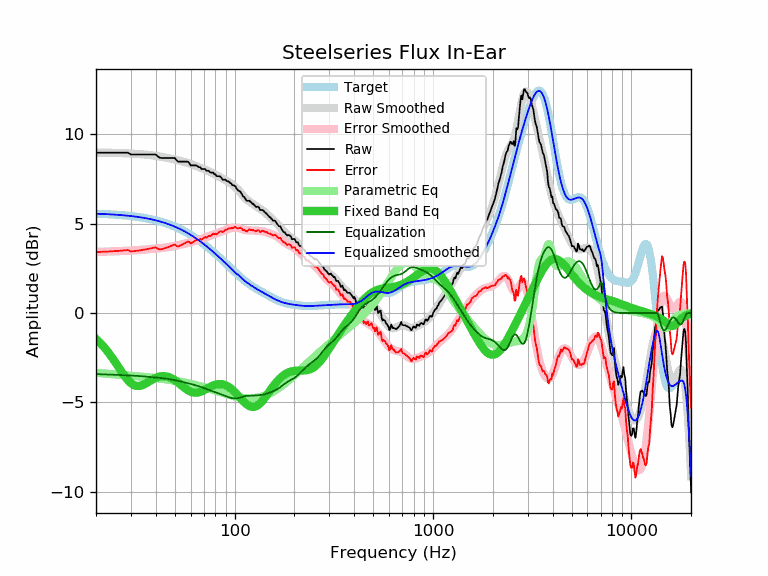 Steelseries Flux In-Ear
Target
Raw Smoothed
Error Smoothed
Raw
Error
Parametric Eq
Fixed Band Eq
Equalization
Equalized smoothed
Amplitude (dBr)
10
5
0
−5
−10
100
1000
10000
Frequency (Hz)